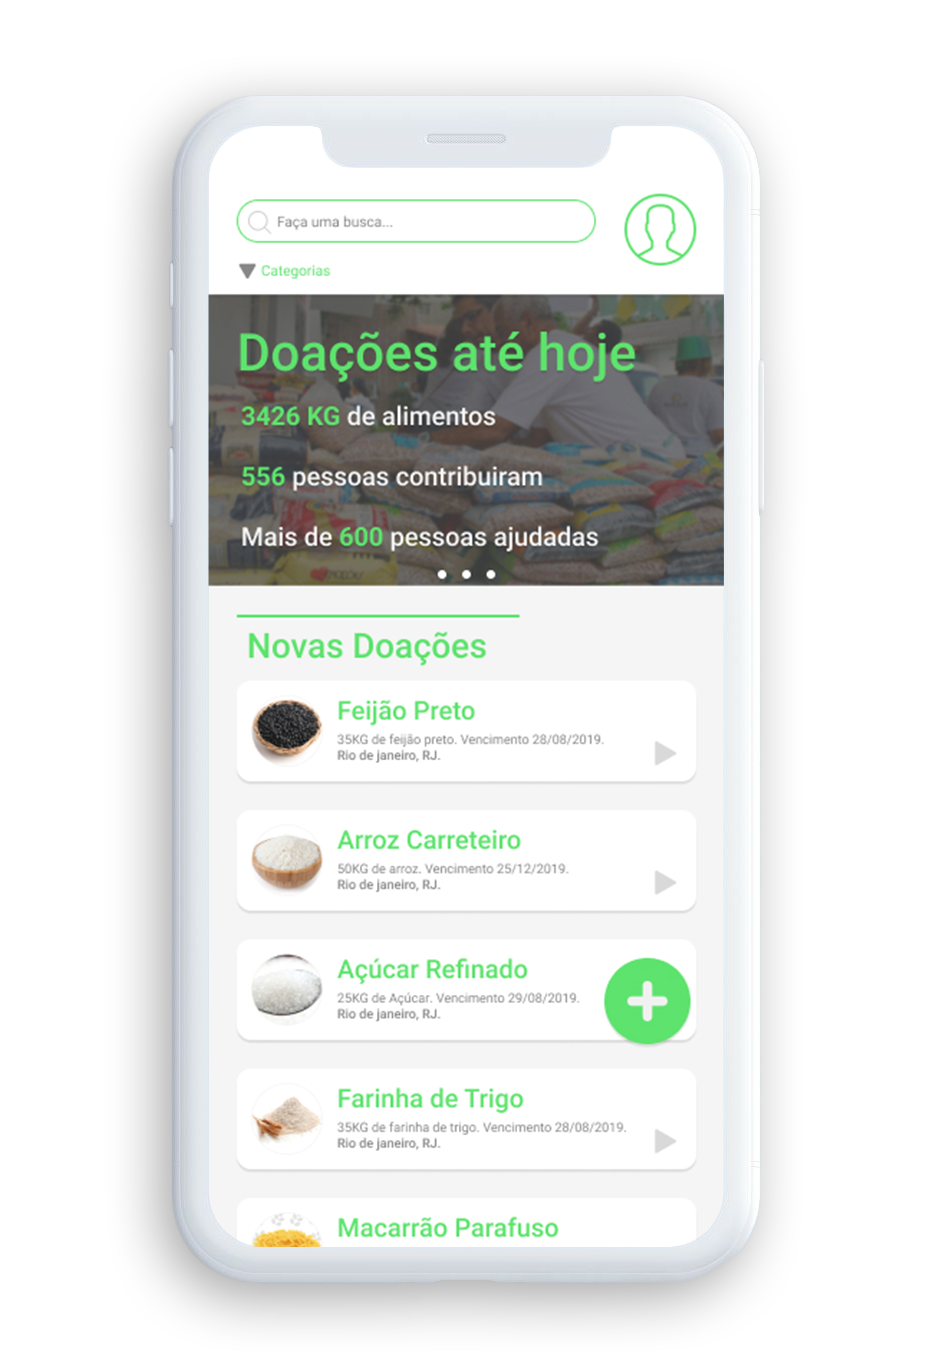 Faça uma busca...
Categorias
Doações até hoje
3426 KG de alimentos
556 pessoas contribuiram
Mais de 600 pessoas ajudadas
Novas Doações
Feijão Preto
35KG de feijão preto. Vencimento 28/08/2019.
Rio de janeiro, RJ.
Arroz Carreteiro
50KG de arroz. Vencimento 25/12/2019.
Rio de janeiro, RJ.
Açúcar Refinado
25KG de Açúcar. Vencimento 29/08/2019.
Rio de janeiro, RJ.
Farinha de Trigo
35KG de farinha de trigo. Vencimento 28/08/2019.
Rio de janeiro, RJ.
Macarrão Parafuso